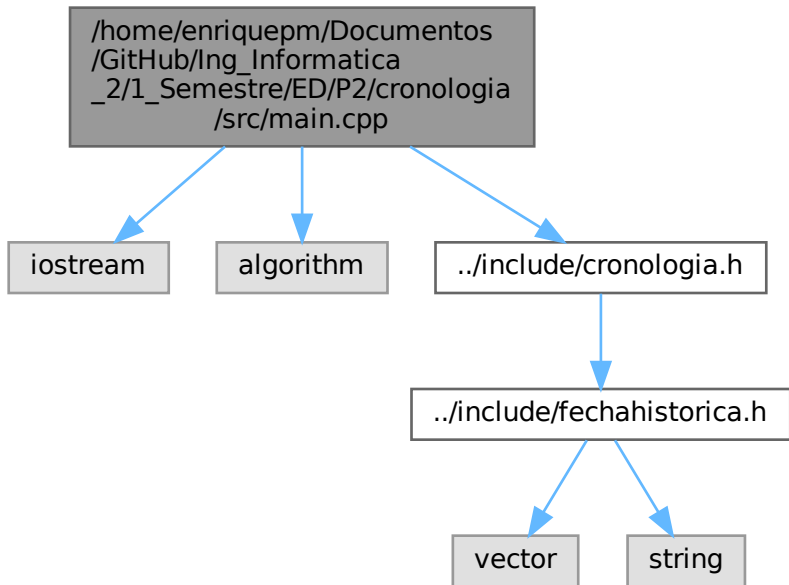 /home/enriquepm/Documentos
/GitHub/Ing_Informatica
_2/1_Semestre/ED/P2/cronologia
/src/main.cpp
iostream
algorithm
../include/cronologia.h
../include/fechahistorica.h
vector
string